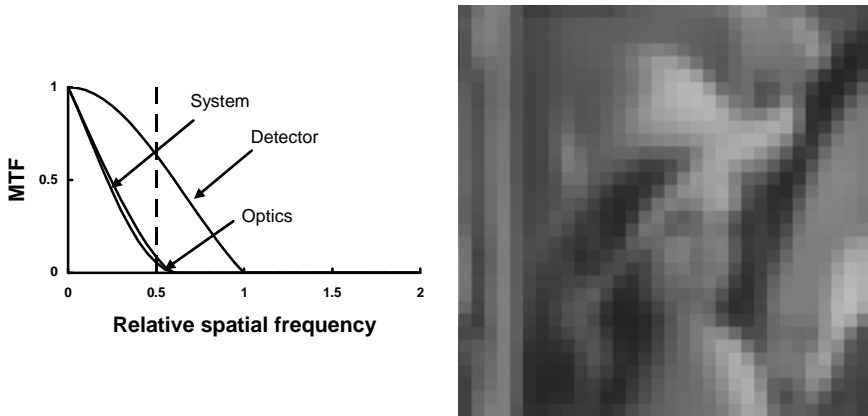 1
System
Detector
MTF
0.5
Optics
0
0 0.5 1 1.5 2
Relative spatial frequency